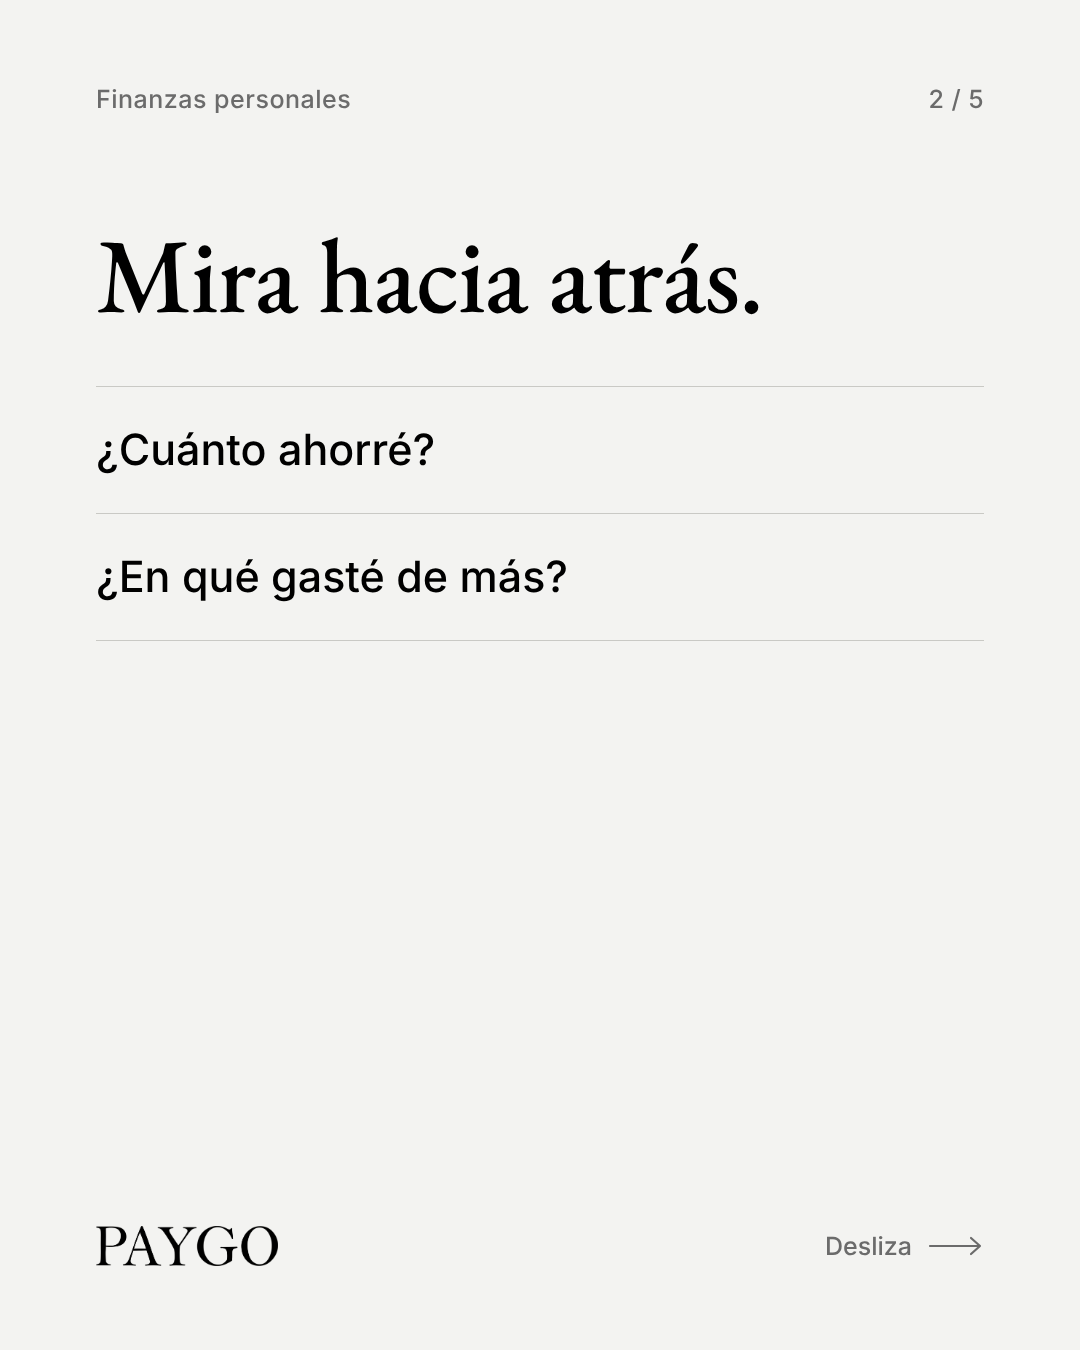 Finanzas personales
2 / 5
Mira hacia atrás.
¿Cuánto ahorré?
¿En qué gasté de más?
PAYGO
Desliza